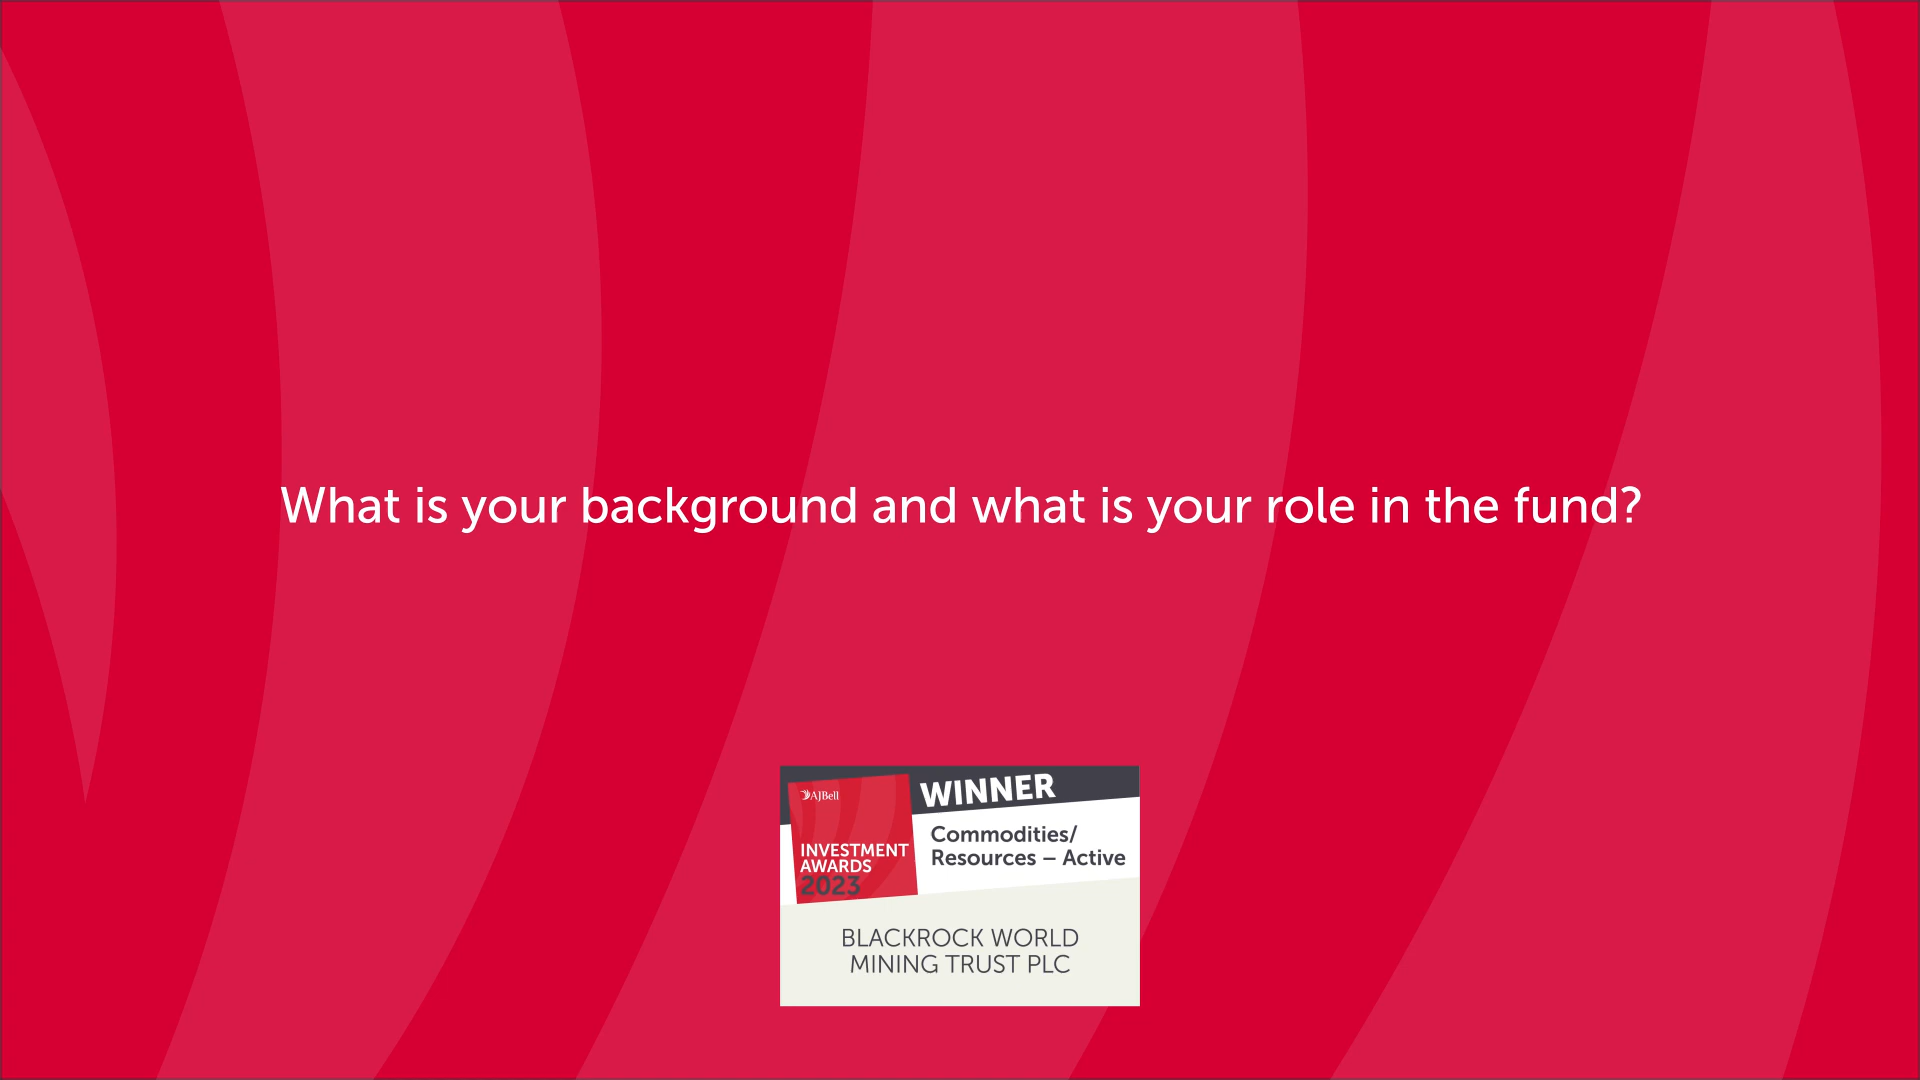 What is your background and what is your role in the fund?
AJBell
INVESTMENT
AWARDS
2023
WINNER
Commodities/
Resources – Active
BLACKROCK WORLD
MINING TRUST PLC